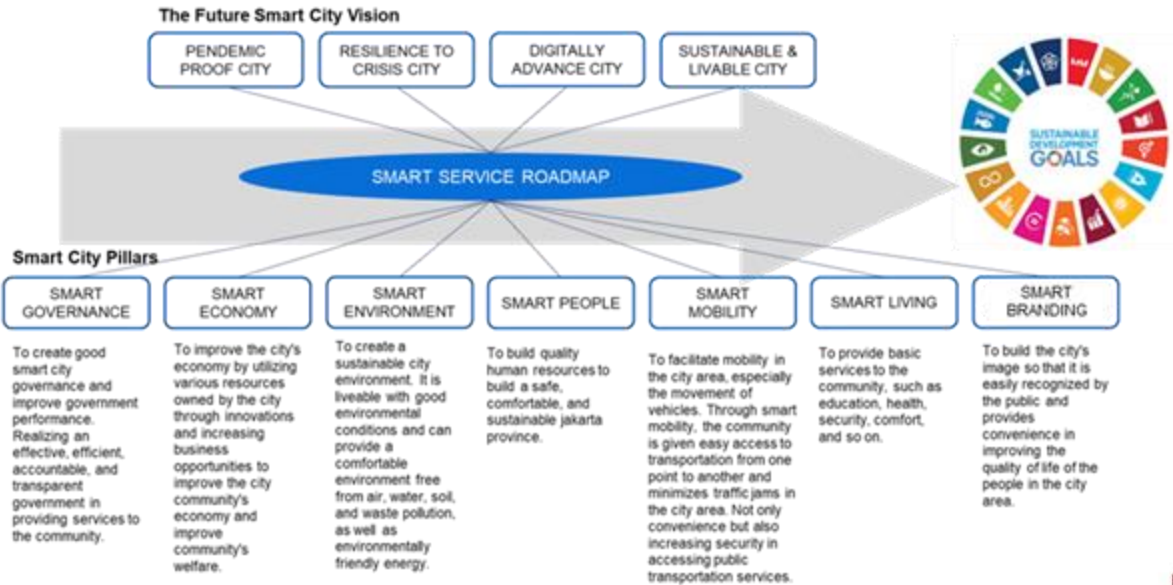 The Future Smart City Vision
PENDEMIC
PROOF CITY
RESILIENCE TO
CRISIS CITY
DIGITALLY
ADVANCE CITY
SUSTAINABLE &
LIVABLE CITY
SUSTAINABLE
DEVELOPMENT
GOALS
SMART SERVICE ROADMAP
Smart City Pillars
SMART
GOVERNANCE
To create good
smart city
governance and
improve government
performance.
Realizing an
effective, efficient,
accountable, and
transparent
government in
providing services to
the community.
SMART
ECONOMY
To improve the city's
economy by utilizing
various resources
owned by the city
through innovations
and increasing
business
opportunities to
improve the city
community's
economy and
improve
community's
welfare.
SMART
ENVIRONMENT
To create a
sustainable city
environment. It is
liveable with good
environmental
conditions and can
provide a
comfortable
environment free
from air, water, soil,
and waste pollution,
as well as
environmentally
friendly energy.
SMART PEOPLE
To build quality
human resources to
build a safe,
comfortable, and
sustainable jakarta
province.
SMART
MOBILITY
To facilitate mobility in
the city area, especially
the movement of
vehicles. Through smart
mobility, the community
is given easy access to
transportation from one
point to another and
minimizes traffic jams in
the city area. Not only
convenience but also
increasing security in
accessing public
transportation services.
SMART LIVING
To provide basic
services to the
community, such as
education, health,
security, comfort,
and so on.
SMART
BRANDING
To build the city's
image so that it is
easily recognized by
the public and
provides
convenience in
improving the
quality of life of the
people in the city
area.